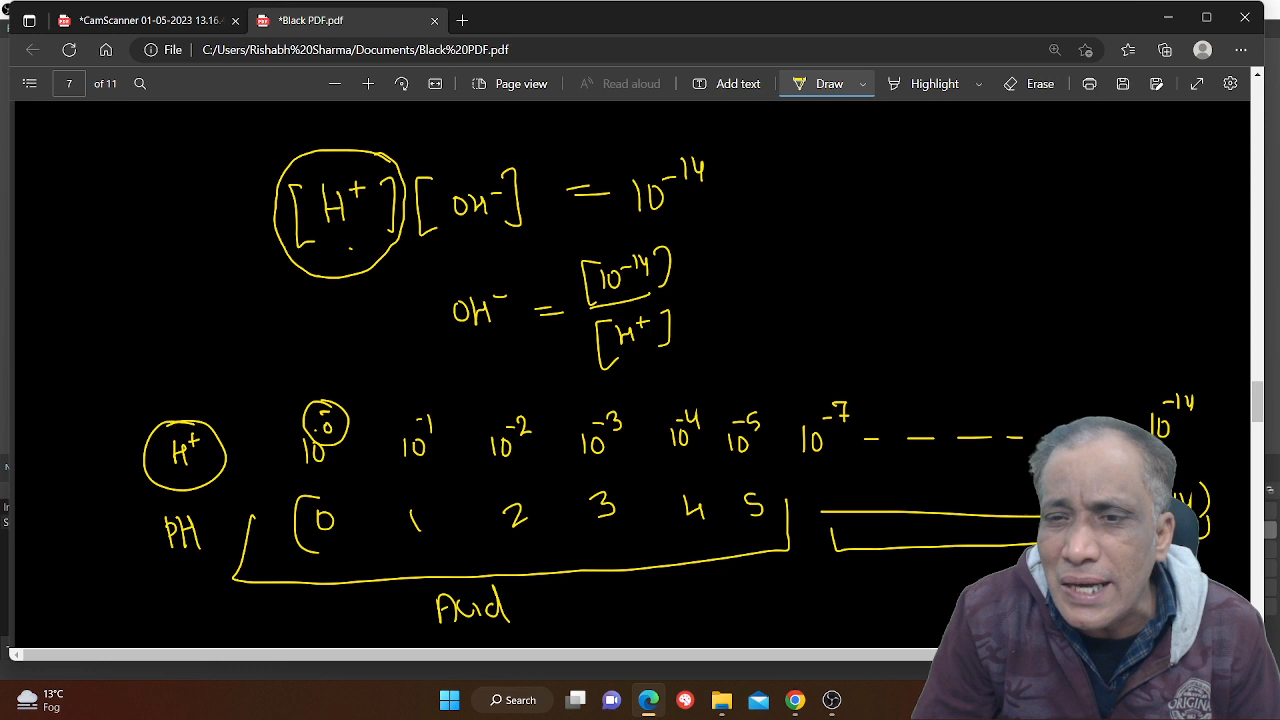 *CamScanner 01-05-2023 13.16.
*Black PDF.pdf
File C:/Users/Rishabh%20Sharma/Documents/Black%20PDF.pdf
7 of 11 Page view Read aloud Add text Draw Highlight Erase
[H⁺] [OH⁻] = 10⁻¹⁴
OH⁻ = [10⁻¹⁴)
[H⁺]
H⁺ 10⁻⁰ 10⁻¹ 10⁻² 10⁻³ 10⁻⁴ 10⁻⁵ 10⁻⁷ - - - - 10⁻¹⁴
PH [0 1 2 3 4 5
Acid
13°C
Fog
Search
ORIGINAL